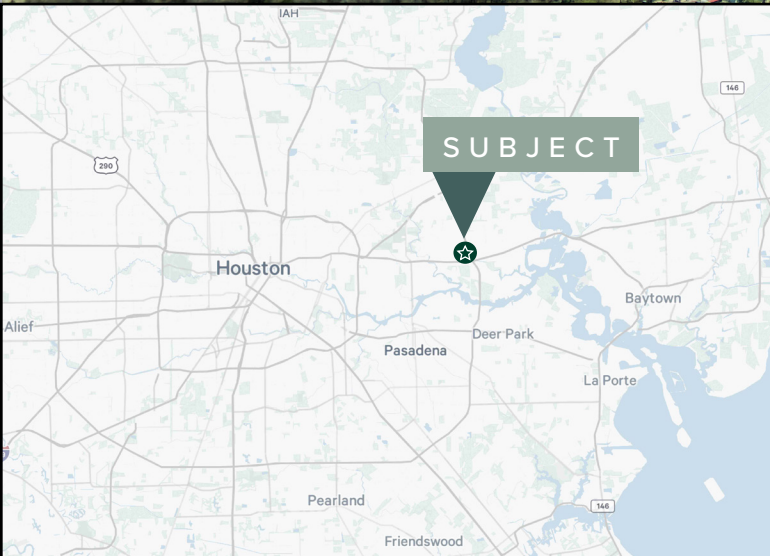 IAH
146
SUBJECT
290
Houston
Baytown
Alief
Deer Park
Pasadena
La Porte
Pearland
146
Friendswood